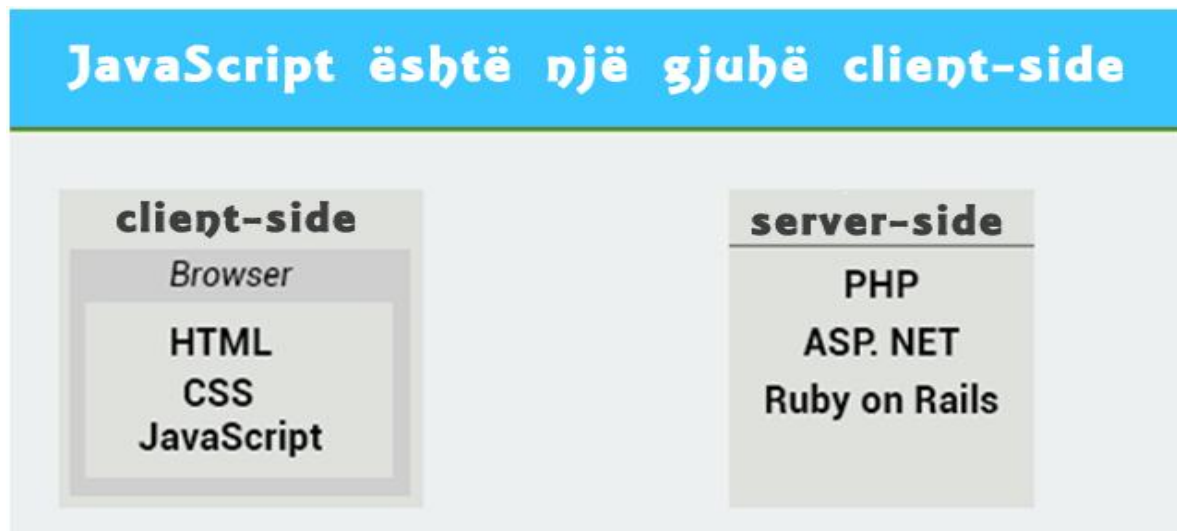 JavaScript është një gjuhë client-side
client-side
Browser
HTML
CSS
JavaScript
server-side
PHP
ASP. NET
Ruby on Rails